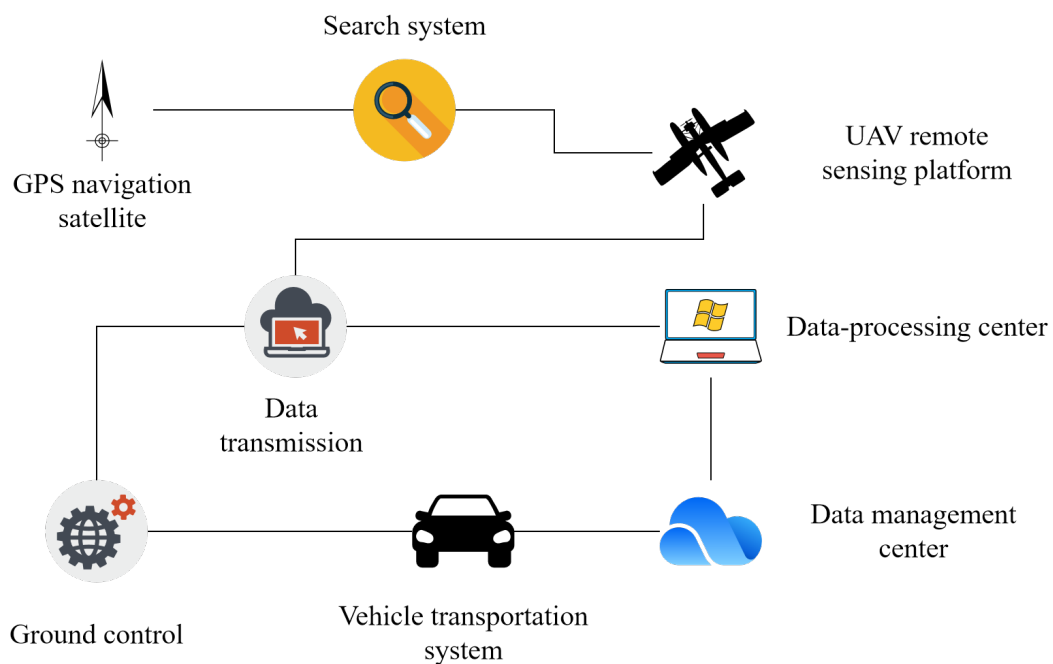 Search system
GPS navigation
satellite
UAV remote
sensing platform
Data-processing center
Data
transmission
Data management
center
Ground control
Vehicle transportation
system